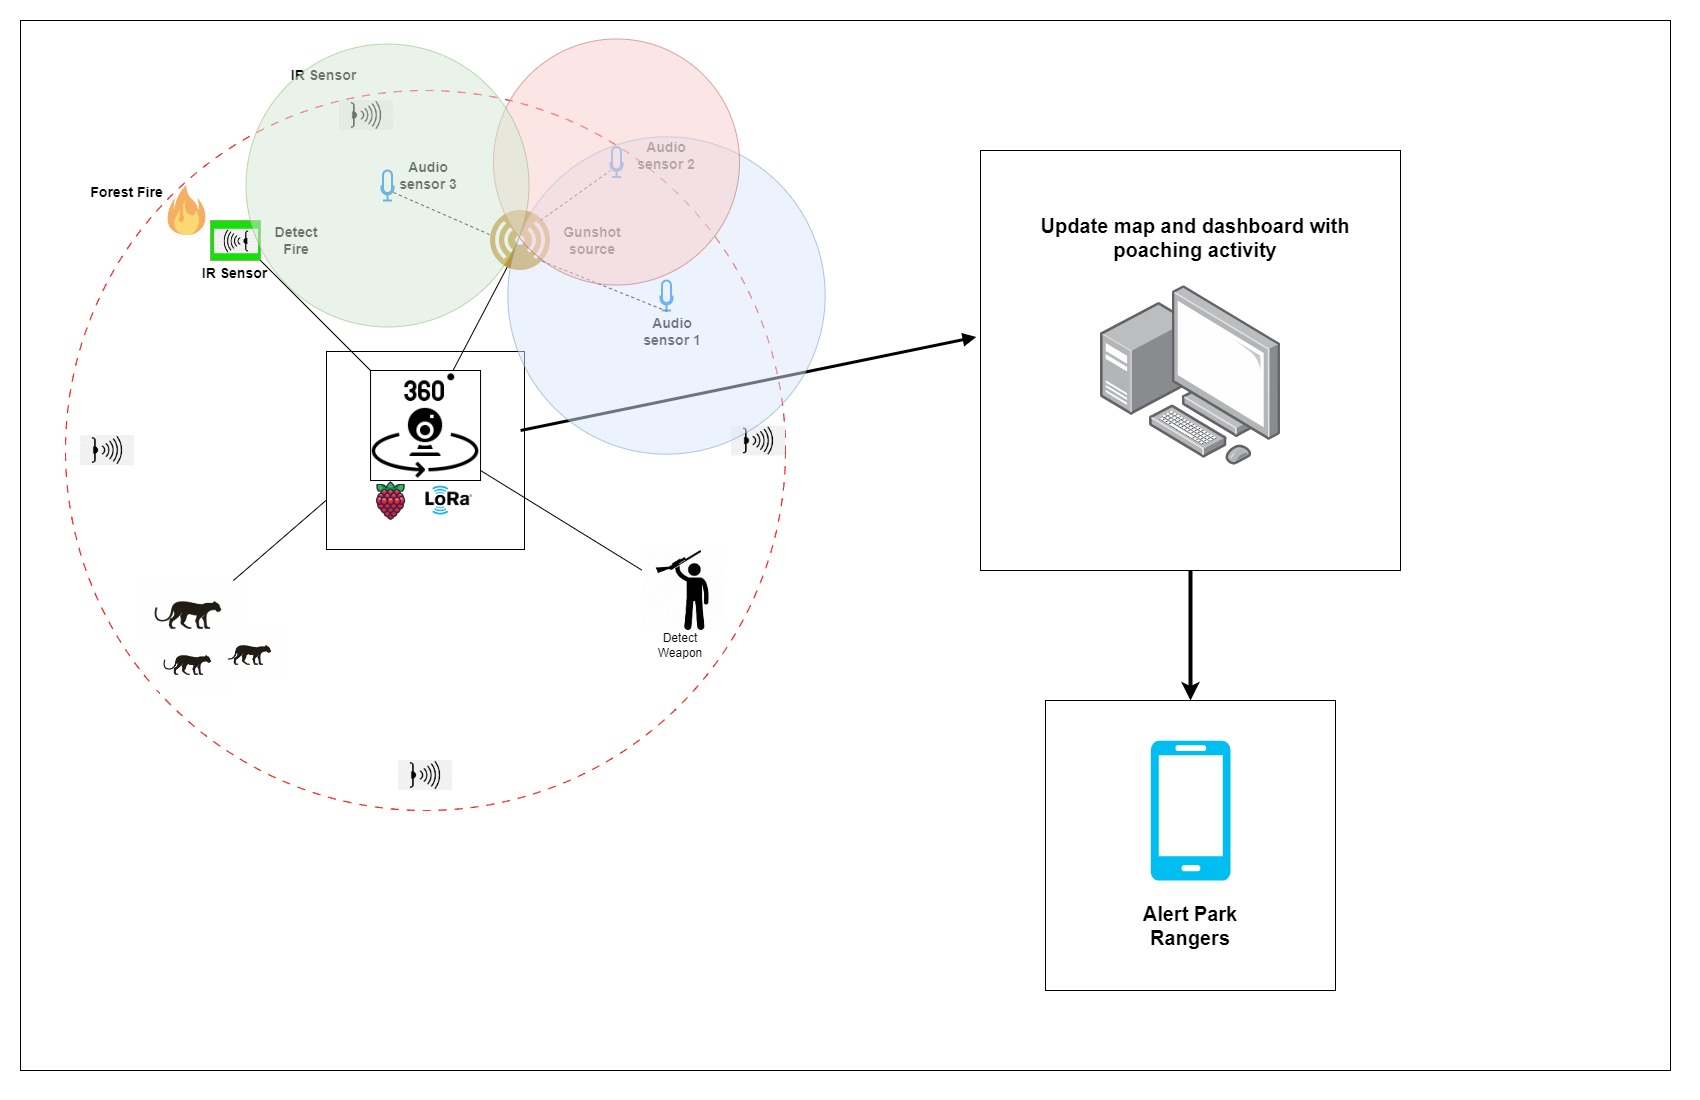 IR Sensor
Audio
sensor 3
Audio
sensor 2
Forest Fire
Detect
Fire
IR Sensor
Gunshot
source
Audio
sensor 1
360°
LoRa
Detect
Weapon
Update map and dashboard with
poaching activity
Alert Park
Rangers